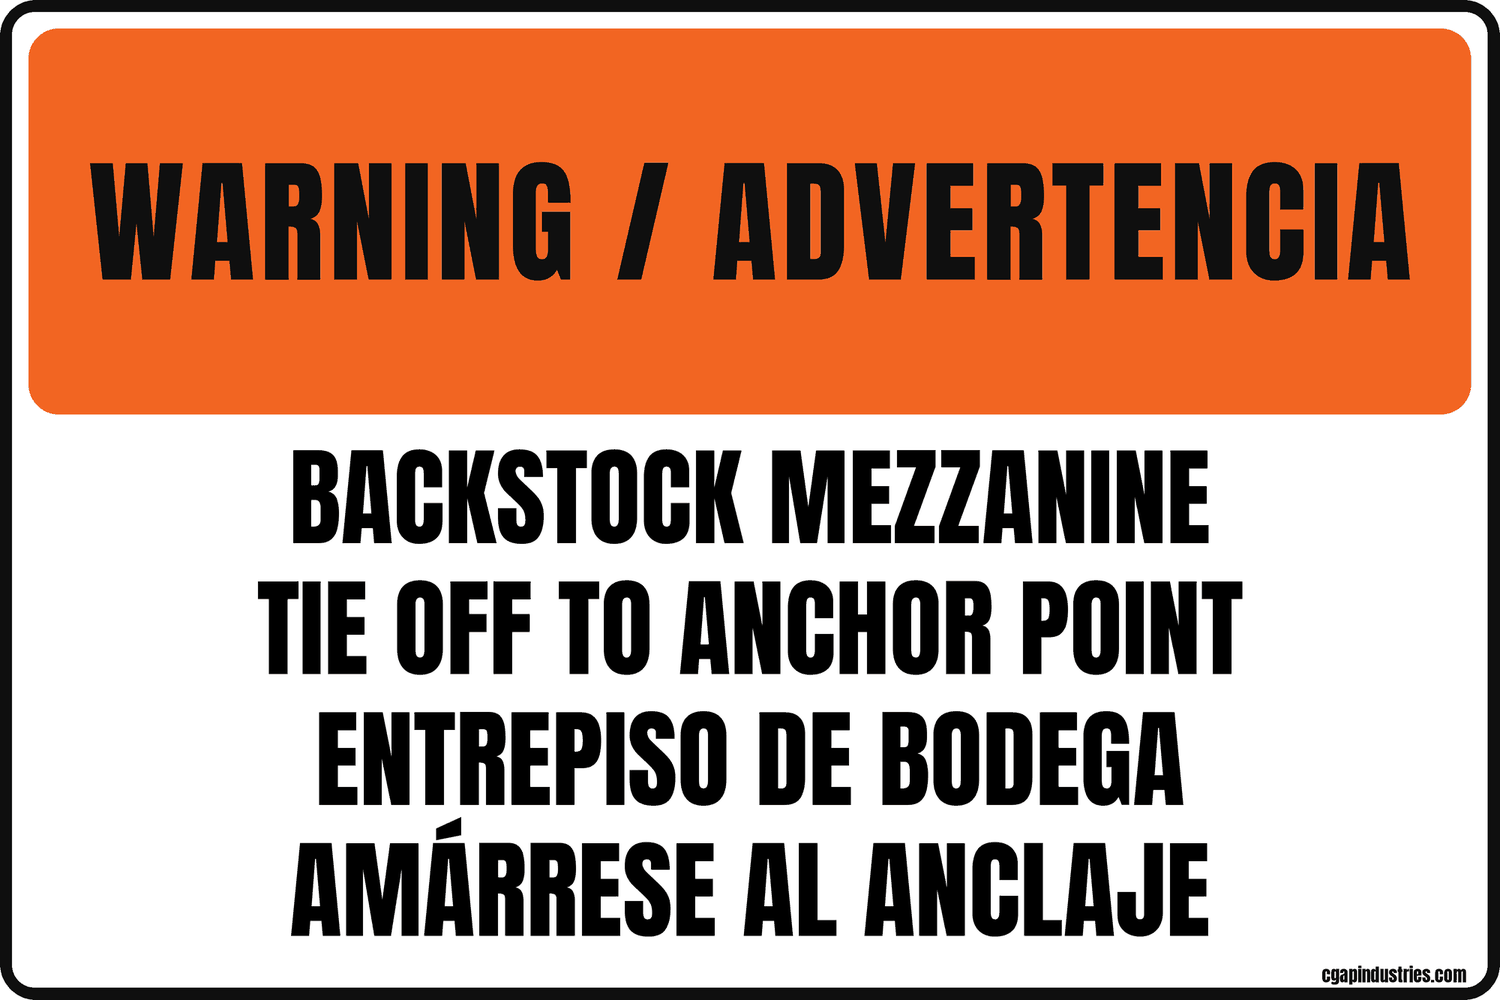 WARNING / ADVERTENCIA
BACKSTOCK MEZZANINE
TIE OFF TO ANCHOR POINT
ENTREPISO DE BODEGA
AMÁRRESE AL ANCLAJE
cgapindustries.com